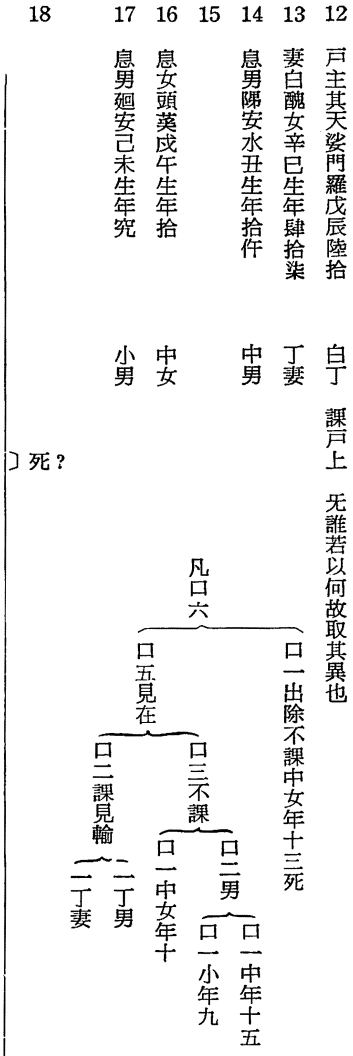 12 戸主其天娑門羅戊辰陸拾 白丁 課戸上 旡誰若以何故取其異也
13 妻白醜女辛巳生年肆拾柒 丁妻
14 息男安水丑生年拾仵 中男
15
16 息女頭英戌午生年拾 中女
17 息男廻安己未生年究 小男
18 〕死?
凡口六
口一出除不課中女年十三死
口五見在
口三不課
口二男
口一中年十五
口一小年九
口一中女年十
口二課見輸
一丁男
一丁妻